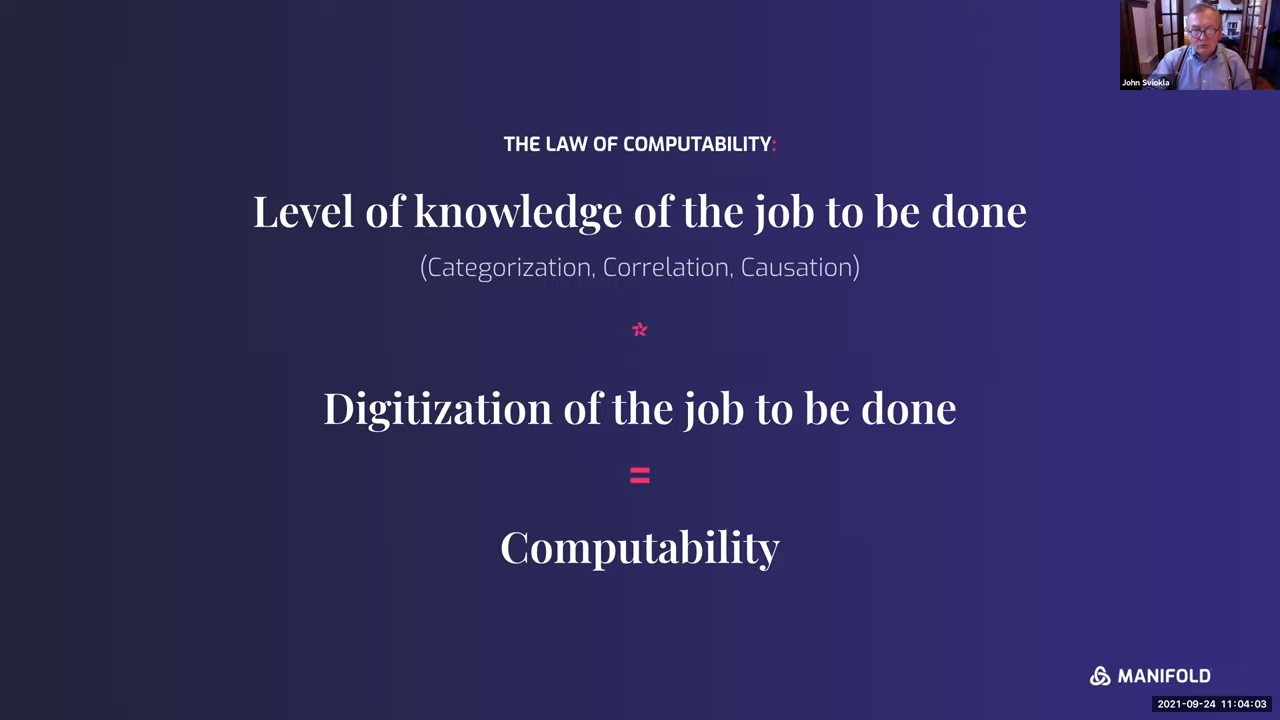 John Sviokla
THE LAW OF COMPUTABILITY:
Level of knowledge of the job to be done
(Categorization, Correlation, Causation)
*
Digitization of the job to be done
=
Computability
MANIFOLD
2021-09-24 11:04:03